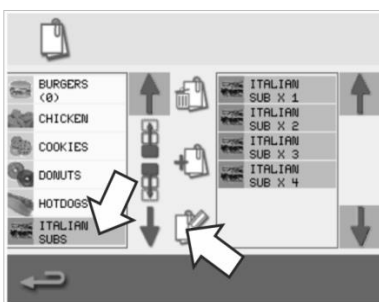 BURGERS
(0)
CHICKEN
COOKIES
DONUTS
HOTDOGS
ITALIAN
SUBS
ITALIAN
SUB X 1
ITALIAN
SUB X 2
ITALIAN
SUB X 3
ITALIAN
SUB X 4